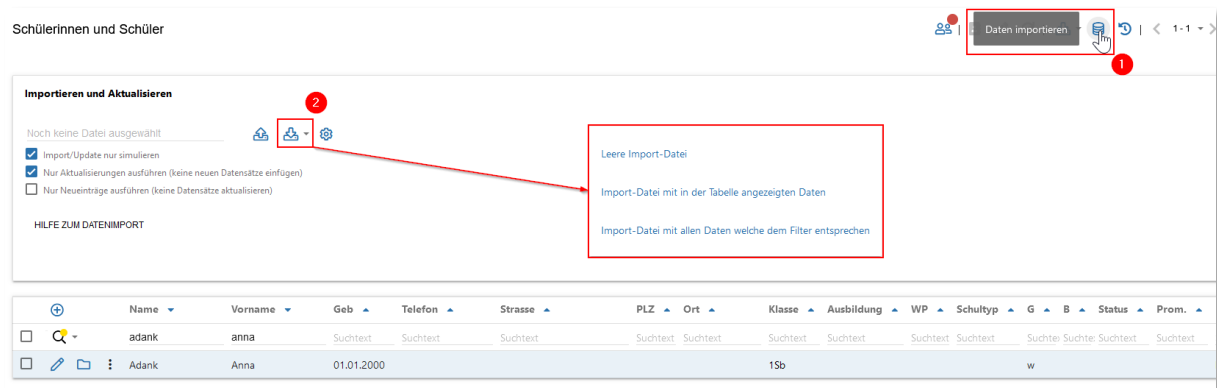 Schülerinnen und Schüler
Daten importieren
1-1
1
Importieren und Aktualisieren
2
Noch keine Datei ausgewählt
Import/Update nur simulieren
Nur Aktualisierungen ausführen (keine neuen Datensätze einfügen)
Nur Neueinträge ausführen (keine Datensätze aktualisieren)
HILFE ZUM DATENIMPORT
Leere Import-Datei
Import-Datei mit in der Tabelle angezeigten Daten
Import-Datei mit allen Daten welche dem Filter entsprechen
Name Vorname Geb Telefon Strasse PLZ Ort Klasse Ausbildung WP Schultyp G B Status Prom.
adank anna Suchtext Suchtext Suchtext Suchtext Suchtext Suchtext Suchtext Suchtext Suchtext Suchte: Suchte: Suchtext Suchtext
Adank Anna 01.01.2000 1Sb w